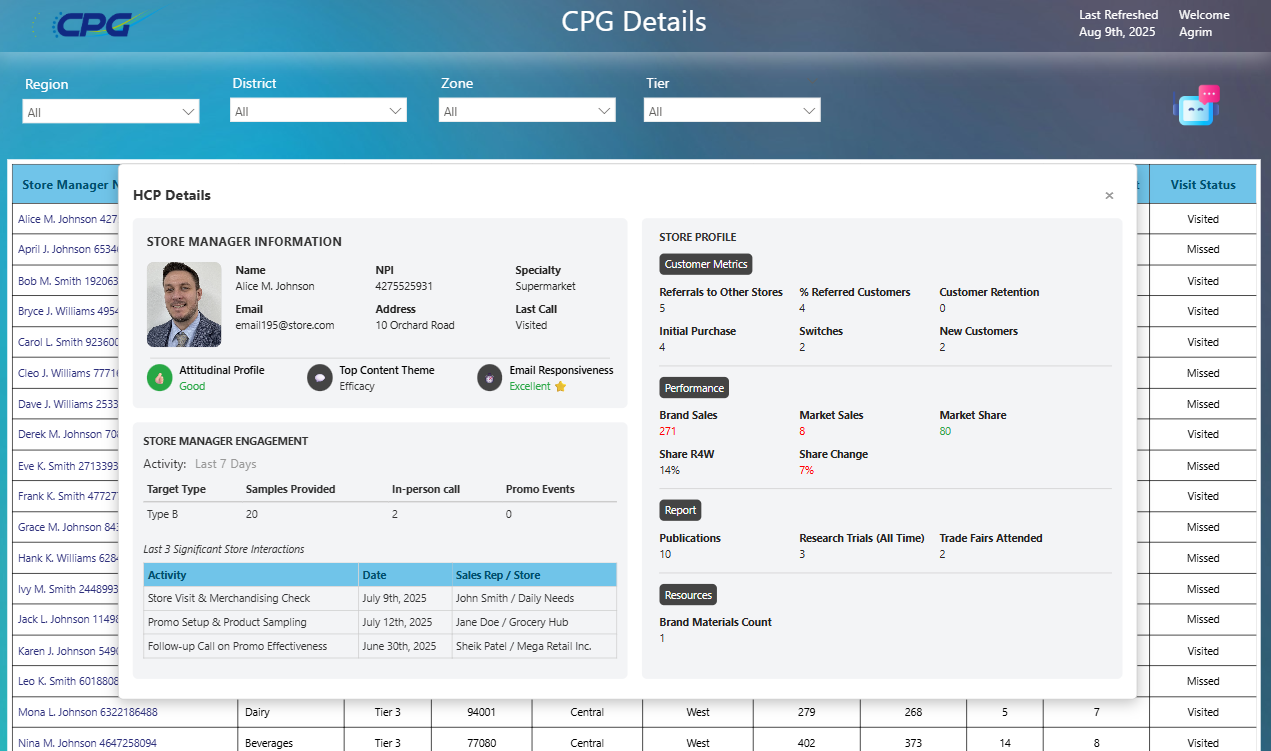 CPG
CPG Details
Last Refreshed
Aug 9th, 2025
Welcome
Agrim
Region
All
District
All
Zone
All
Tier
All
Store Manager N
Visit Status
Alice M. Johnson 427
Visited
April J. Johnson 6534
Missed
Bob M. Smith 192063
Visited
Bryce J. Williams 4954
Visited
Carol L. Smith 923600
Visited
Cleo J. Williams 7771
Missed
Dave J. Williams 2533
Missed
Derek M. Johnson 708
Visited
Eve K. Smith 2713393
Missed
Frank K. Smith 47727
Visited
Grace M. Johnson 843
Missed
Hank K. Williams 6284
Missed
Ivy M. Smith 2448993
Missed
Jack L. Johnson 11498
Missed
Karen J. Johnson 5490
Visited
Leo K. Smith 6018808
Missed
Mona L. Johnson 6322186488 Dairy Tier 3 94001 Central West 279 268 5 7 Visited
Nina M. Johnson 4647258094 Beverages Tier 3 77080 Central West 402 373 14 8 Visited
HCP Details
×
STORE MANAGER INFORMATION
Name NPI Specialty
Alice M. Johnson 4275525931 Supermarket
Email Address Last Call
email195@store.com 10 Orchard Road Visited
Attitudinal Profile Top Content Theme Email Responsiveness
Good Efficacy Excellent ⭐
STORE MANAGER ENGAGEMENT
Activity: Last 7 Days
Target Type Samples Provided In-person call Promo Events
Type B 20 2 0
Last 3 Significant Store Interactions
Activity Date Sales Rep / Store
Store Visit & Merchandising Check July 9th, 2025 John Smith / Daily Needs
Promo Setup & Product Sampling July 12th, 2025 Jane Doe / Grocery Hub
Follow-up Call on Promo Effectiveness June 30th, 2025 Sheik Patel / Mega Retail Inc.
STORE PROFILE
Customer Metrics
Referrals to Other Stores % Referred Customers Customer Retention
5 4 0
Initial Purchase Switches New Customers
4 2 2
Performance
Brand Sales Market Sales Market Share
271 8 80
Share R4W Share Change
14% 7%
Report
Publications Research Trials (All Time) Trade Fairs Attended
10 3 2
Resources
Brand Materials Count
1